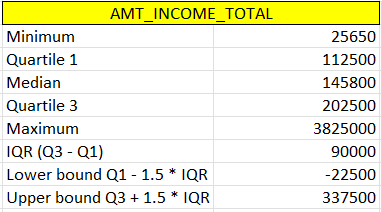 AMT_INCOME_TOTAL
Minimum 25650
Quartile 1 112500
Median 145800
Quartile 3 202500
Maximum 3825000
IQR (Q3 - Q1) 90000
Lower bound Q1 - 1.5 * IQR -22500
Upper bound Q3 + 1.5 * IQR 337500